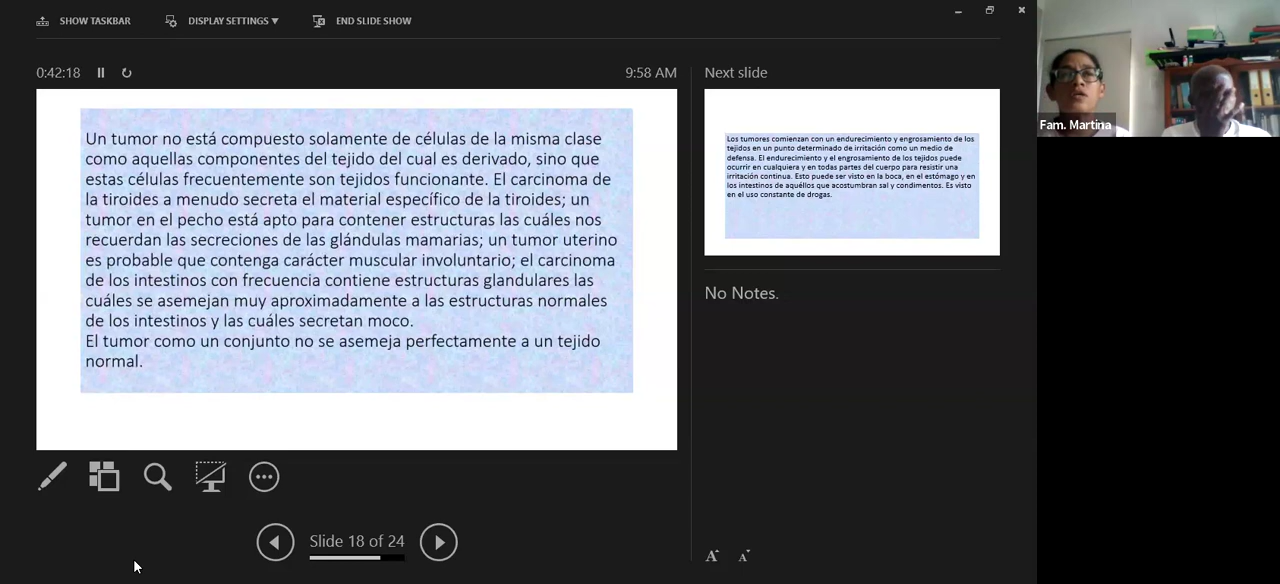 SHOW TASKBAR
DISPLAY SETTINGS ▼
END SLIDE SHOW
0:42:18
9:58 AM
Un tumor no está compuesto solamente de células de la misma clase
como aquellas componentes del tejido del cual es derivado, sino que
estas células frecuentemente son tejidos funcionante. El carcinoma de
la tiroides a menudo secreta el material específico de la tiroides; un
tumor en el pecho está apto para contener estructuras las cuáles nos
recuerdan las secreciones de las glándulas mamarias; un tumor uterino
es probable que contenga carácter muscular involuntario; el carcinoma
de los intestinos con frecuencia contiene estructuras glandulares las
cuáles se asemejan muy aproximadamente a las estructuras normales
de los intestinos y las cuáles secretan moco.
El tumor como un conjunto no se asemeja perfectamente a un tejido
normal.
Slide 18 of 24
Next slide
Los tumores comienzan con un endurecimiento y engrosamiento de los
tejidos en un punto determinado de irritación como un medio de
defensa. El endurecimiento y el engrosamiento de los tejidos puede
ocurrir en cualquiera y en todas partes del cuerpo para resistir una
irritación continua. Esto puede ser visto en la boca, en el estómago y en
los intestinos de aquéllos que acostumbran sal y condimentos. Es visto
en el uso constante de drogas.
No Notes.
A A
Fam. Martina